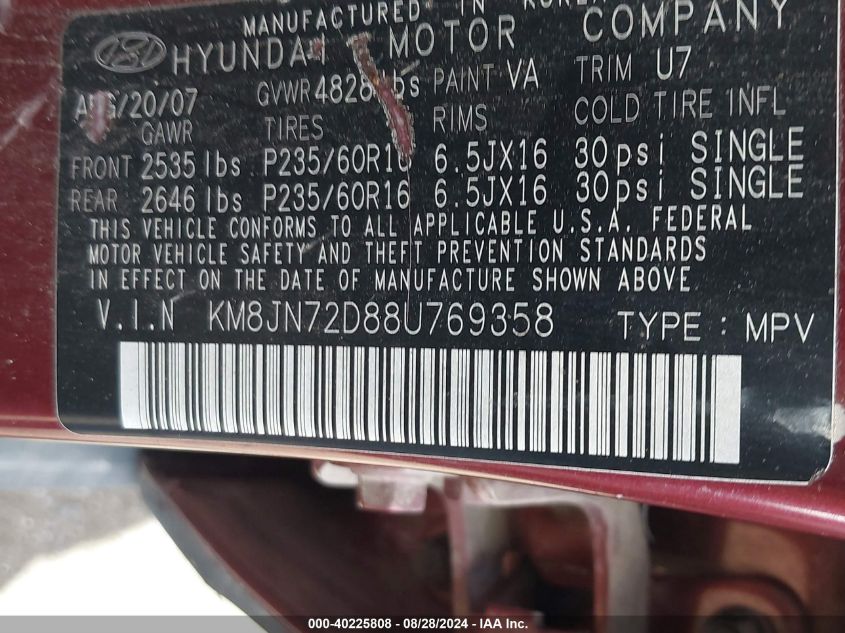 MANUFACTURED IN KOREA
HYUNDAI MOTOR COMPANY
AUG/20/07 GVWR 4828 lbs PAINT VA TRIM U7
GAWR TIRES RIMS COLD TIRE INFL
FRONT 2535 lbs P235/60R16 6.5JX16 30psi SINGLE
REAR 2646 lbs P235/60R16 6.5JX16 30psi SINGLE
THIS VEHICLE CONFORMS TO ALL APPLICABLE U.S.A. FEDERAL
MOTOR VEHICLE SAFETY AND THEFT PREVENTION STANDARDS
IN EFFECT ON THE DATE OF MANUFACTURE SHOWN ABOVE
V.I.N KM8JN72D88U769358 TYPE : MPV
000-40225808 - 08/28/2024 - IAA Inc.